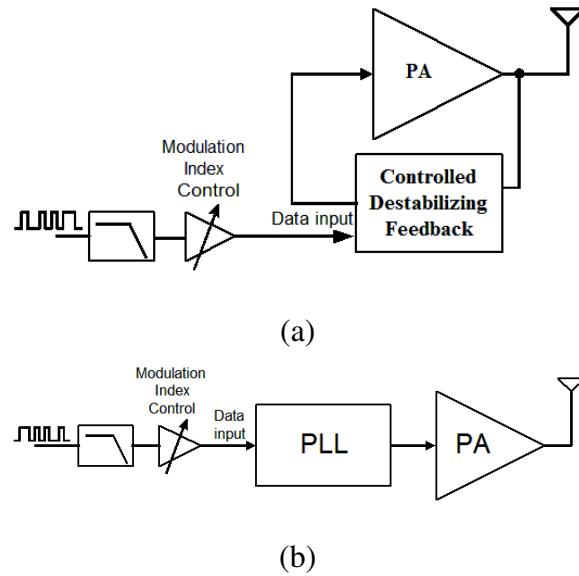 PA
Modulation
Index
Control
Data input
Controlled
Destabilizing
Feedback
(a)
Modulation
Index
Control
Data
input
PLL
PA
(b)